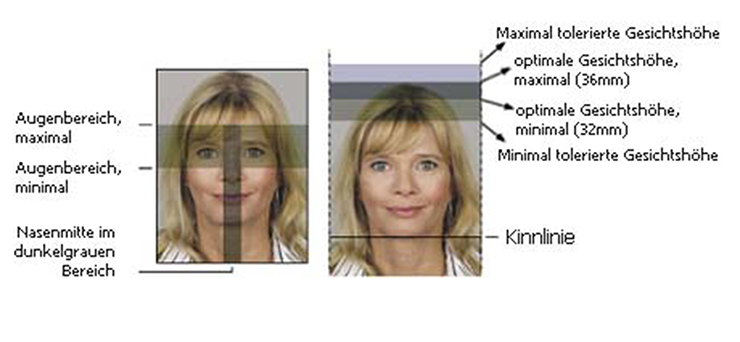 Augenbereich,
maximal
Augenbereich,
minimal
Nasenmitte im
dunkelgrauen
Bereich
Maximal tolerierte Gesichtshöhe
optimale Gesichtshöhe,
maximal (36mm)
optimale Gesichtshöhe,
minimal (32mm)
Minimal tolerierte Gesichtshöhe
Kinnlinie